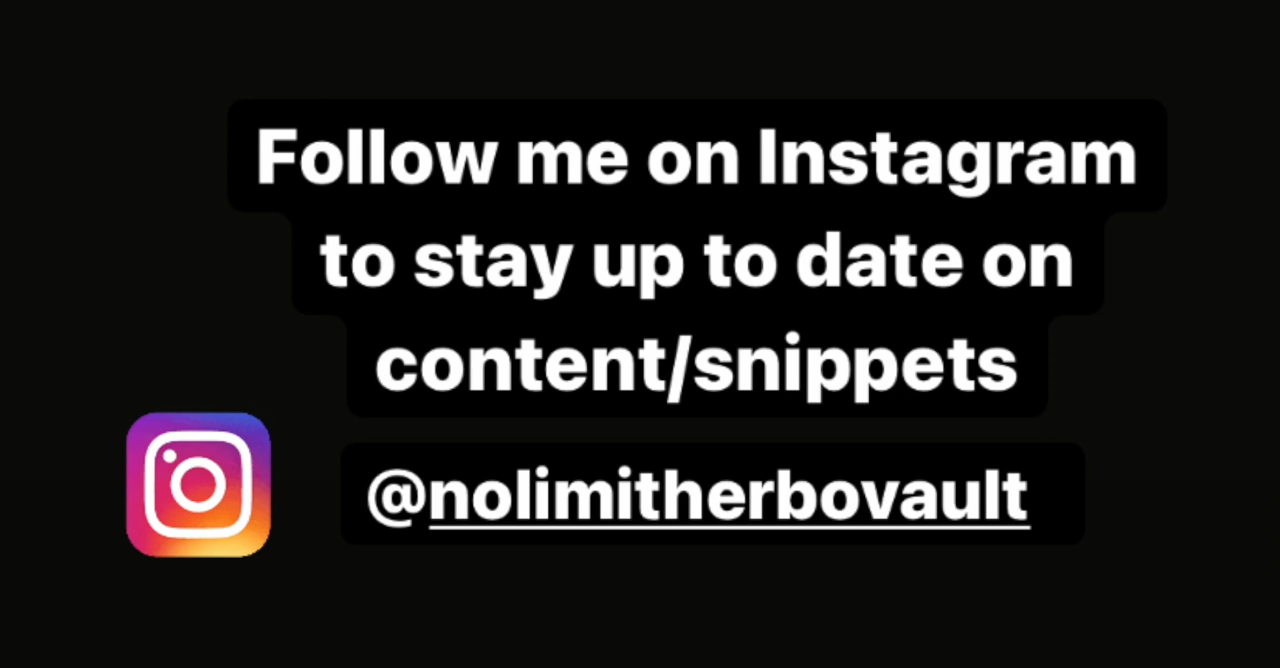 Follow me on Instagram
to stay up to date on
content/snippets
@nolimitherbovault